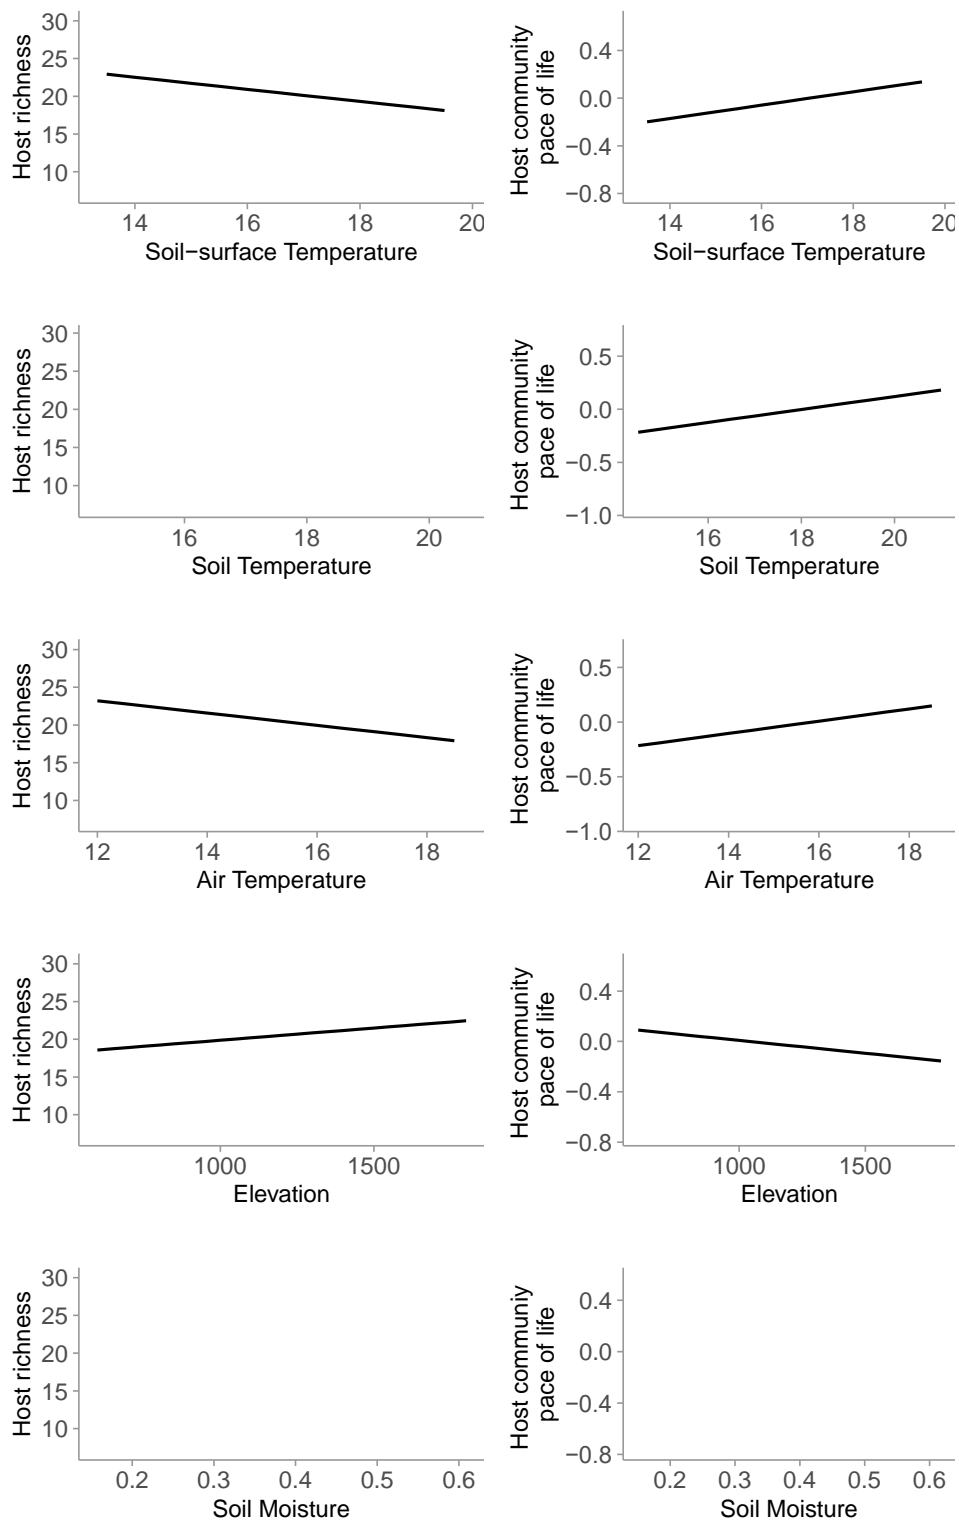 30
25
20
15
10
Host richness
14 16 18 20
Soil−surface Temperature
0.4
0.0
−0.4
−0.8
Host community
pace of life
14 16 18 20
Soil−surface Temperature
30
25
20
15
10
Host richness
16 18 20
Soil Temperature
0.5
0.0
−0.5
−1.0
Host community
pace of life
16 18 20
Soil Temperature
30
25
20
15
10
Host richness
12 14 16 18
Air Temperature
0.5
0.0
−0.5
−1.0
Host community
pace of life
12 14 16 18
Air Temperature
30
25
20
15
10
Host richness
1000 1500
Elevation
0.4
0.0
−0.4
−0.8
Host community
pace of life
1000 1500
Elevation
30
25
20
15
10
Host richness
0.2 0.3 0.4 0.5 0.6
Soil Moisture
0.4
0.0
−0.4
−0.8
Host communiy
pace of life
0.2 0.3 0.4 0.5 0.6
Soil Moisture